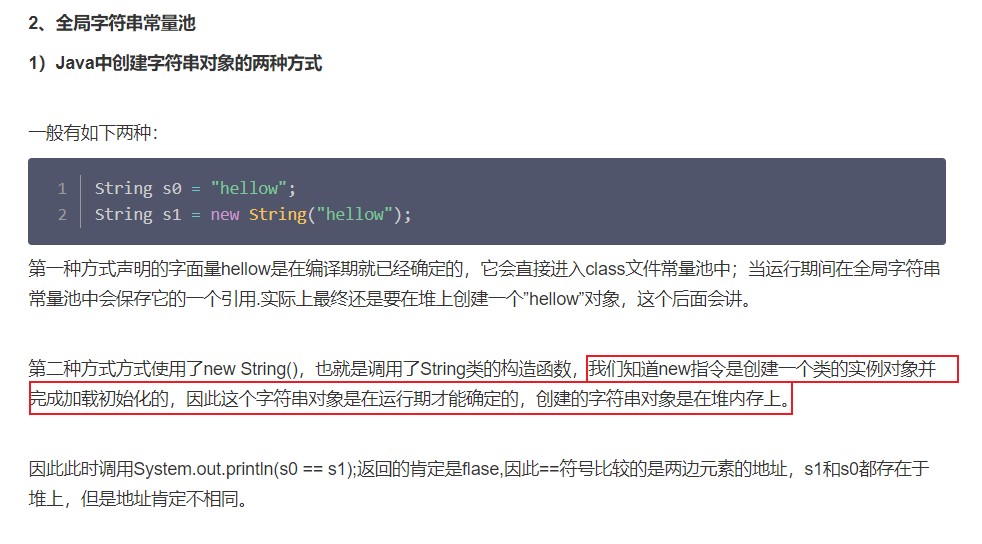 2、全局字符串常量池
1）Java中创建字符串对象的两种方式
一般有如下两种：
1 String s0 = "hellow";
2 String s1 = new String("hellow");
第一种方式声明的字面量hellow是在编译期就已经确定的，它会直接进入class文件常量池中；当运行期间在全局字符串
常量池中会保存它的一个引用.实际上最终还是要在堆上创建一个”hellow”对象，这个后面会讲。
第二种方式方式使用了new String()，也就是调用了String类的构造函数，我们知道new指令是创建一个类的实例对象并
完成加载初始化的，因此这个字符串对象是在运行期才能确定的，创建的字符串对象是在堆内存上。
因此此时调用System.out.println(s0 == s1);返回的肯定是flase,因此==符号比较的是两边元素的地址，s1和s0都存在于
堆上，但是地址肯定不相同。